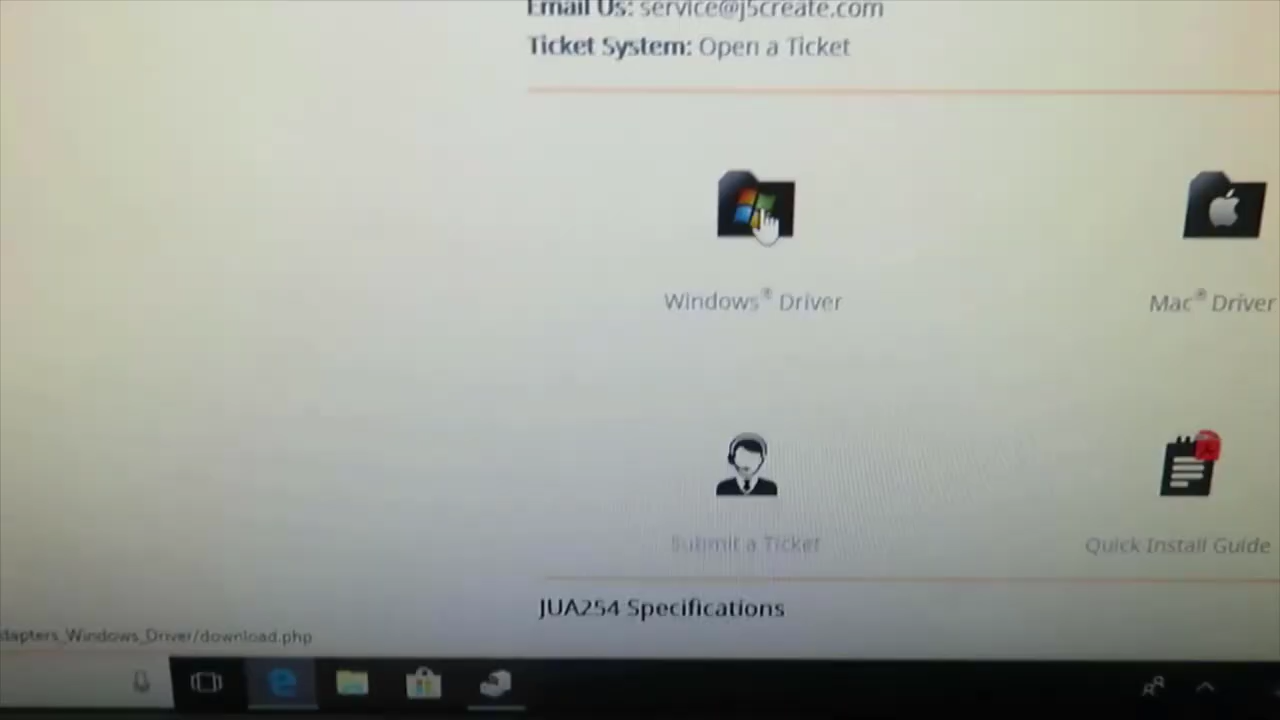 Email Us: service@j5create.com
Ticket System: Open a Ticket
Windows® Driver
Mac® Driver
Submit a Ticket
Quick Install Guide
JUA254 Specifications
dapters_Windows_Driver/download.php